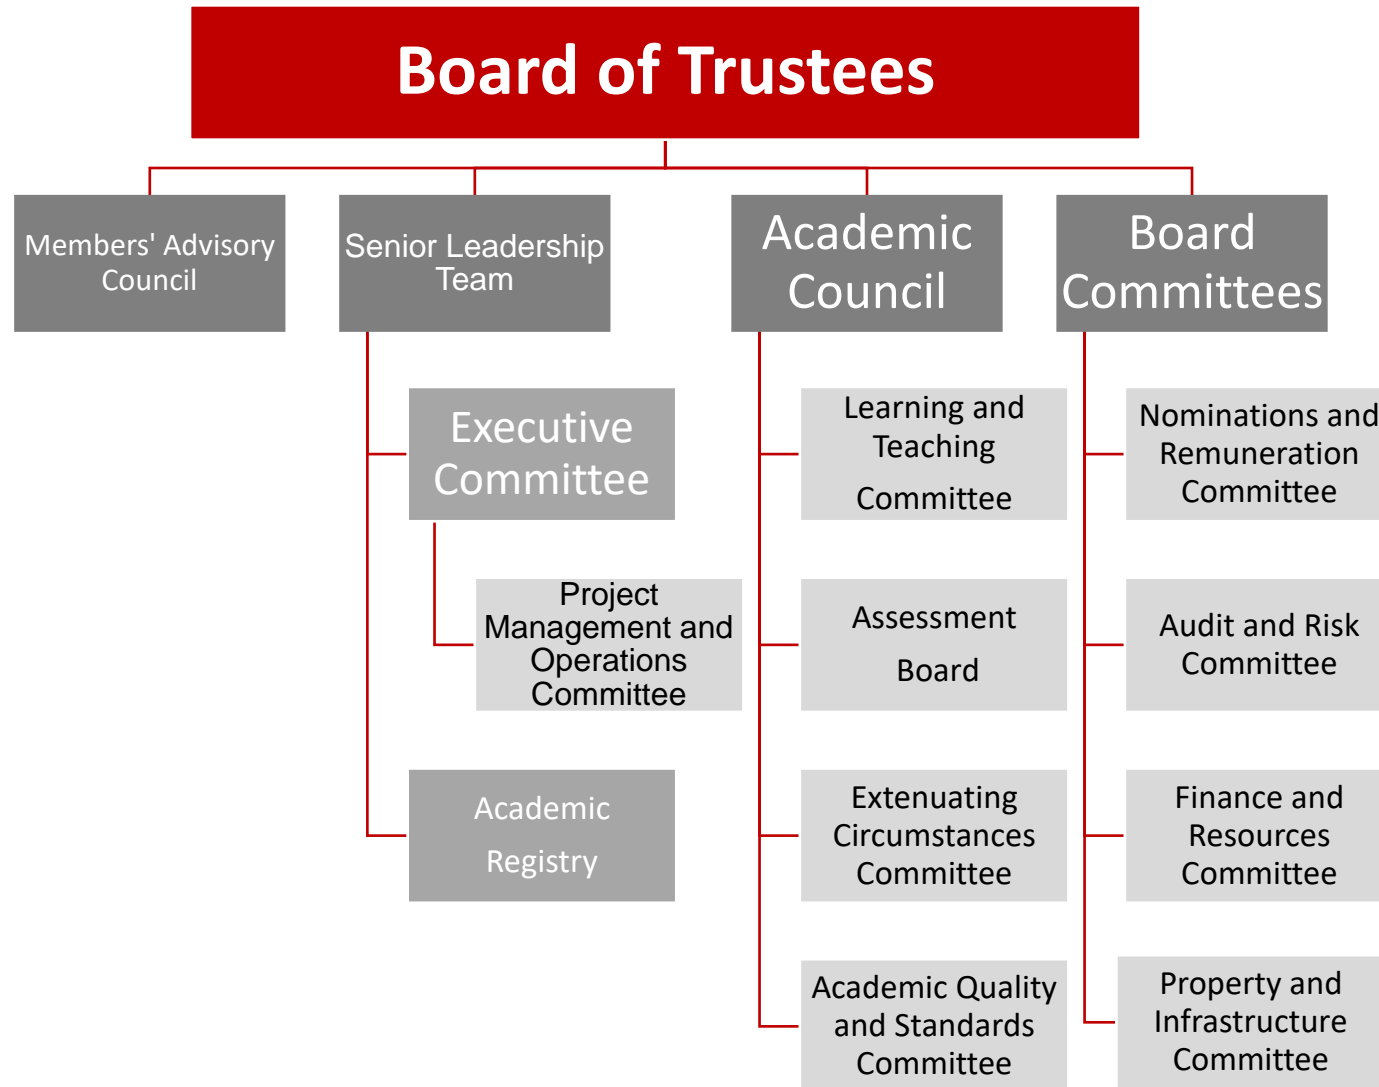 Board of Trustees
Members' Advisory
Council
Senior Leadership
Team
Academic
Council
Board
Committees
Executive
Committee
Project
Management and
Operations
Committee
Academic
Registry
Learning and
Teaching
Committee
Assessment
Board
Extenuating
Circumstances
Committee
Academic Quality
and Standards
Committee
Nominations and
Remuneration
Committee
Audit and Risk
Committee
Finance and
Resources
Committee
Property and
Infrastructure
Committee